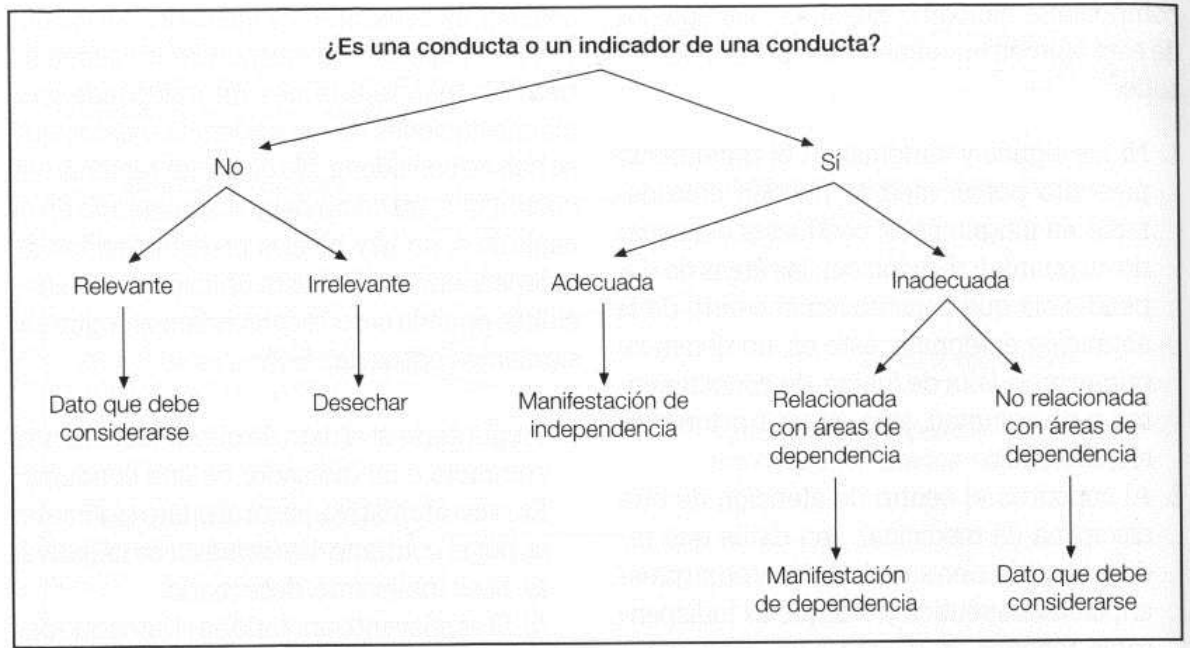 ¿Es una conducta o un indicador de una conducta?
No
Sí
Relevante
Irrelevante
Adecuada
Inadecuada
Dato que debe
considerarse
Desechar
Manifestación de
independencia
Relacionada
con áreas de
dependencia
No relacionada
con áreas de
dependencia
Manifestación
de dependencia
Dato que debe
considerarse